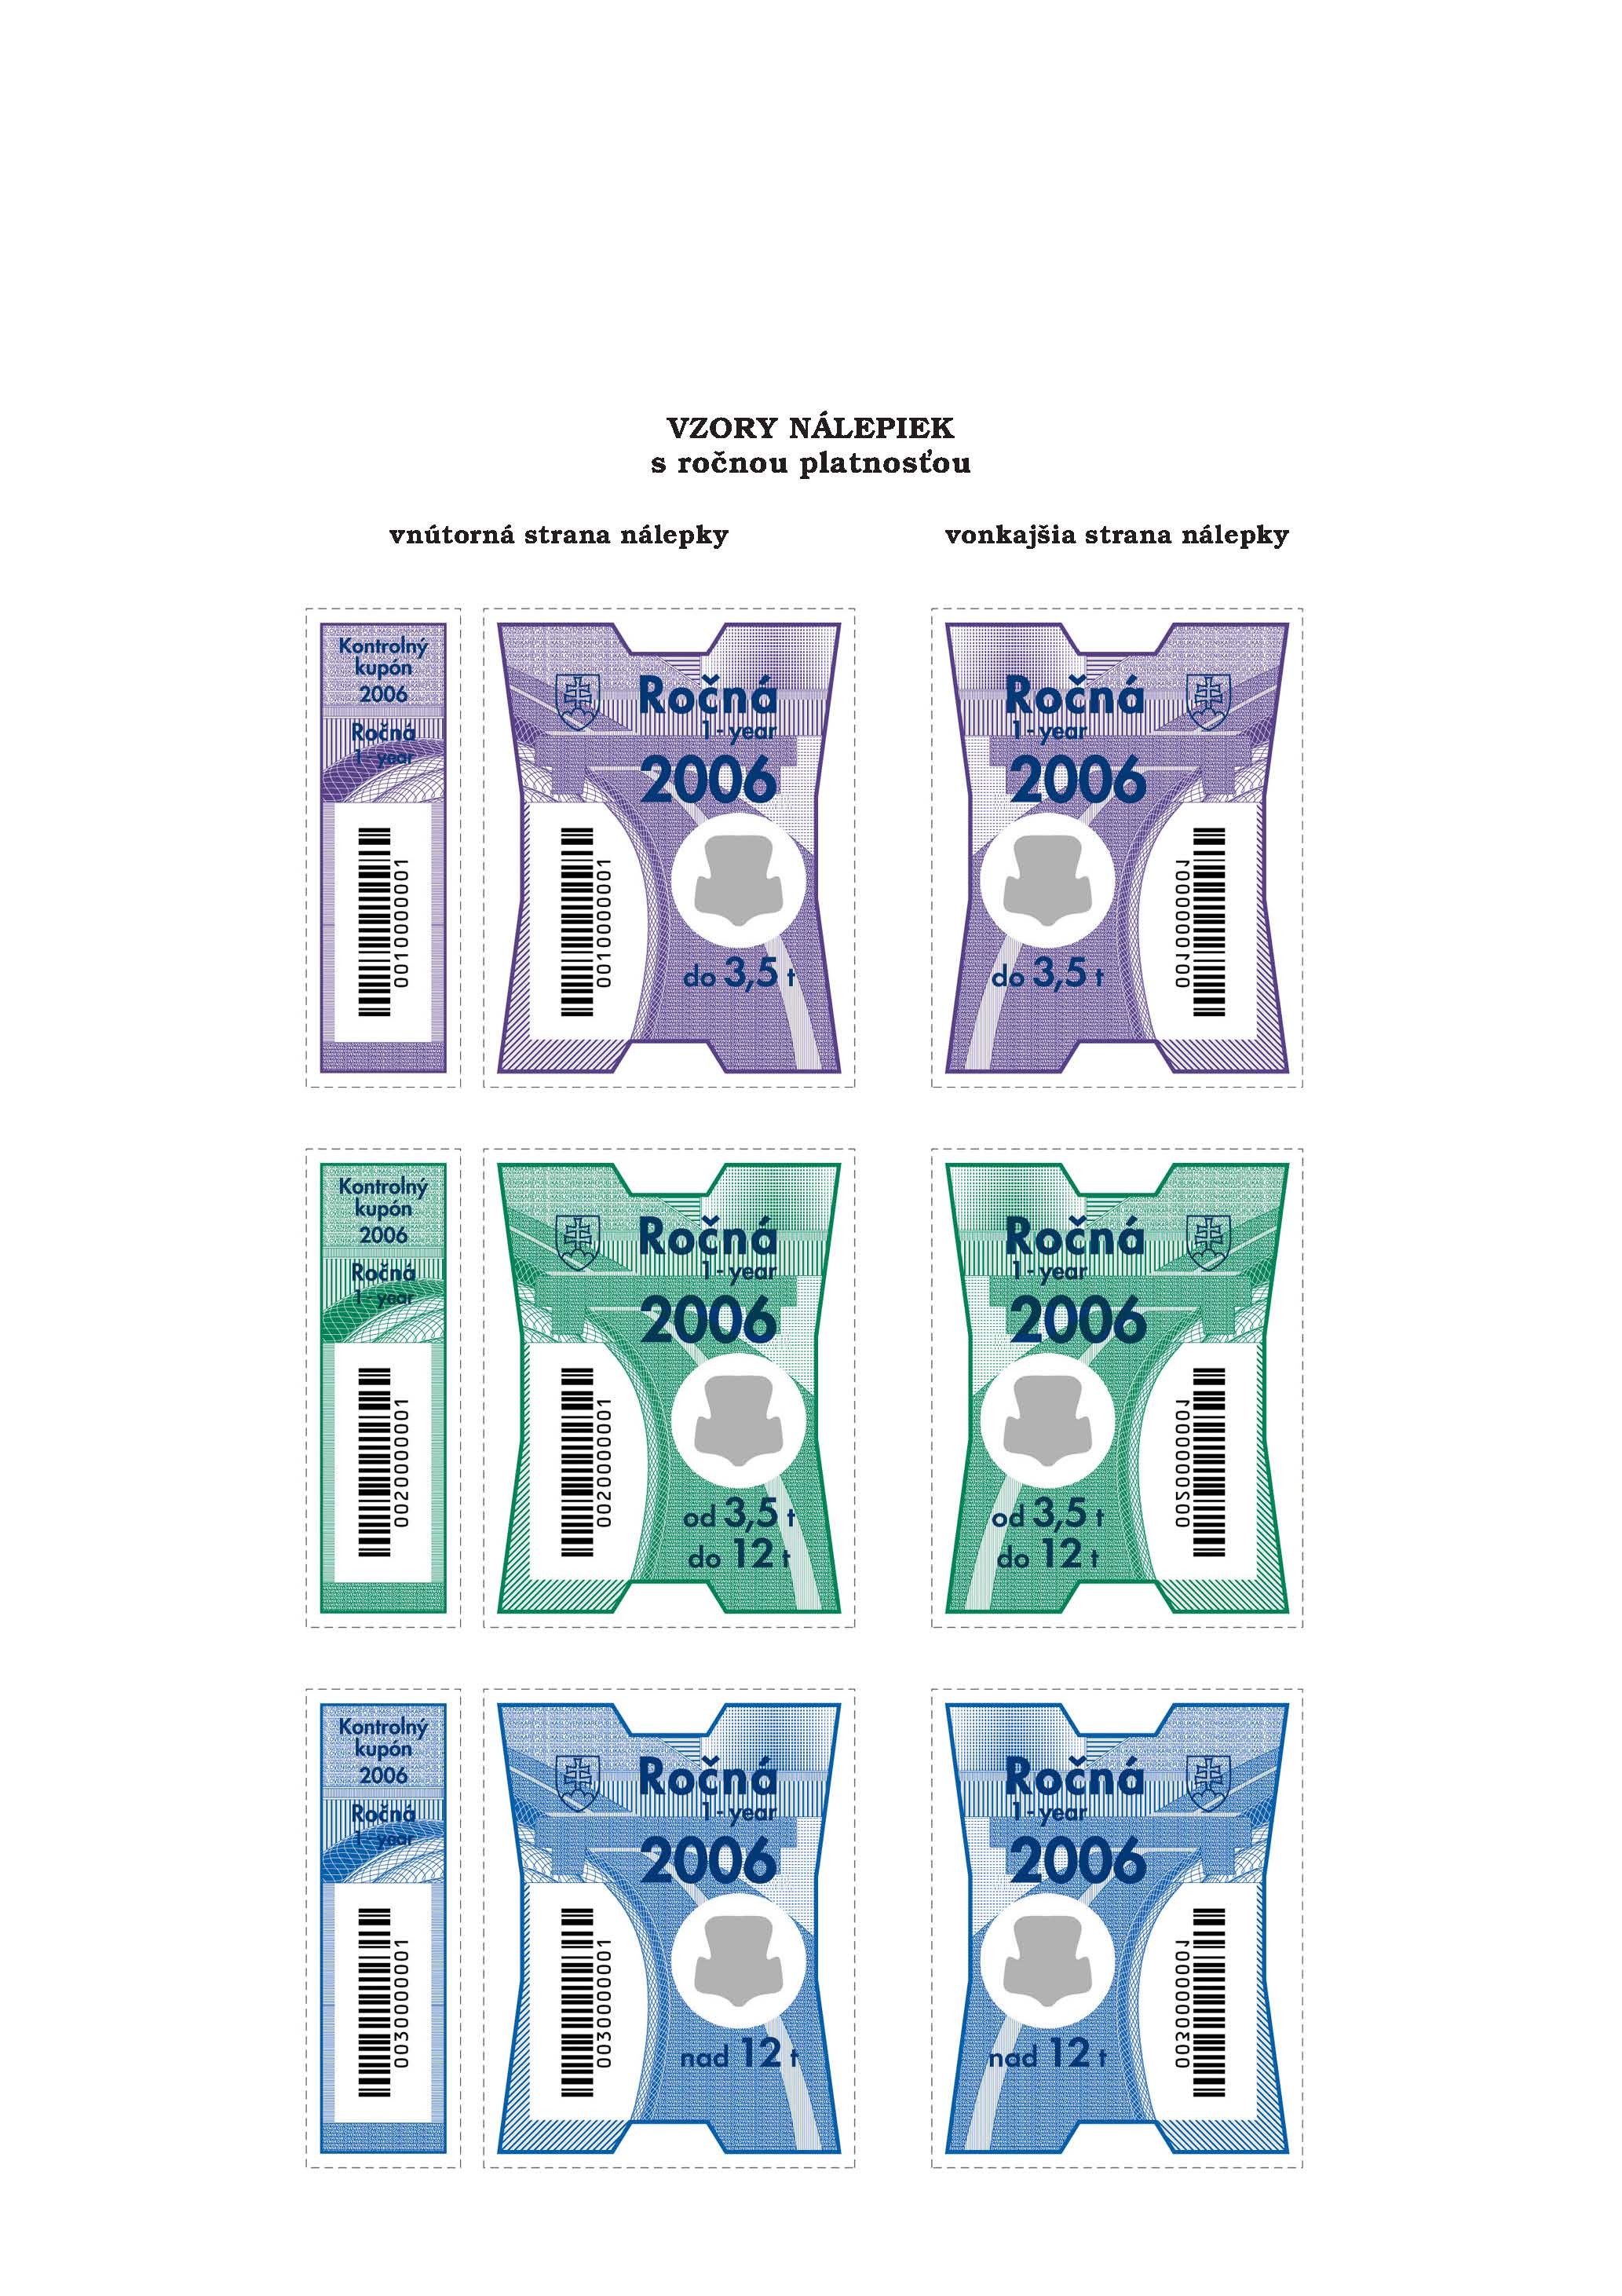 VZORY NÁLEPIEK
s ročnou platnosťou
vnútorná strana nálepky
vonkajšia strana nálepky
Kontrolný
kupón
2006
Ročná
1 - year
0010000001
Ročná
1 - year
2006
0010000001
do 3,5 t
Ročná
1 - year
2006
0010000001
do 3,5 t
Kontrolný
kupón
2006
Ročná
1 - year
0020000001
Ročná
1 - year
2006
0020000001
od 3,5 t
do 12 t
Ročná
1 - year
2006
0020000001
od 3,5 t
do 12 t
Kontrolný
kupón
2006
Ročná
1 - year
0030000001
Ročná
1 - year
2006
0030000001
nad 12 t
Ročná
1 - year
2006
0030000001
nad 12 t